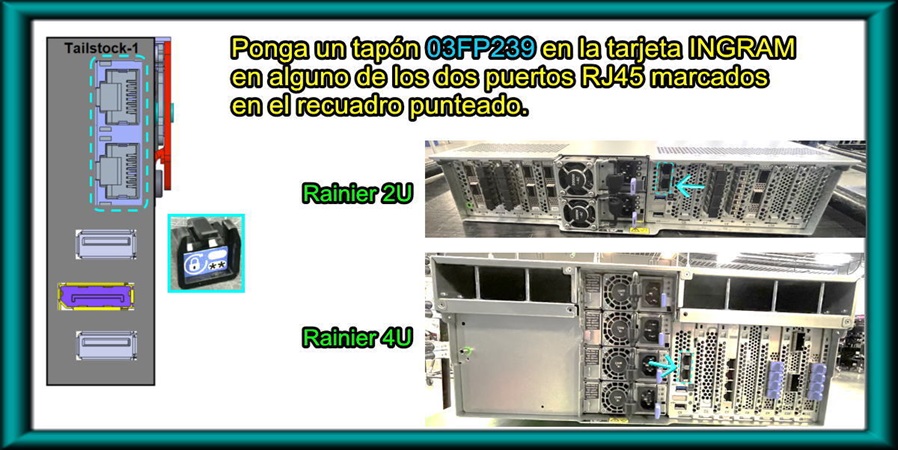 Tailstock-1
Ponga un tapón 03FP239 en la tarjeta INGRAM
en alguno de los dos puertos RJ45 marcados
en el recuadro punteado.
Rainier 2U
**
Rainier 4U